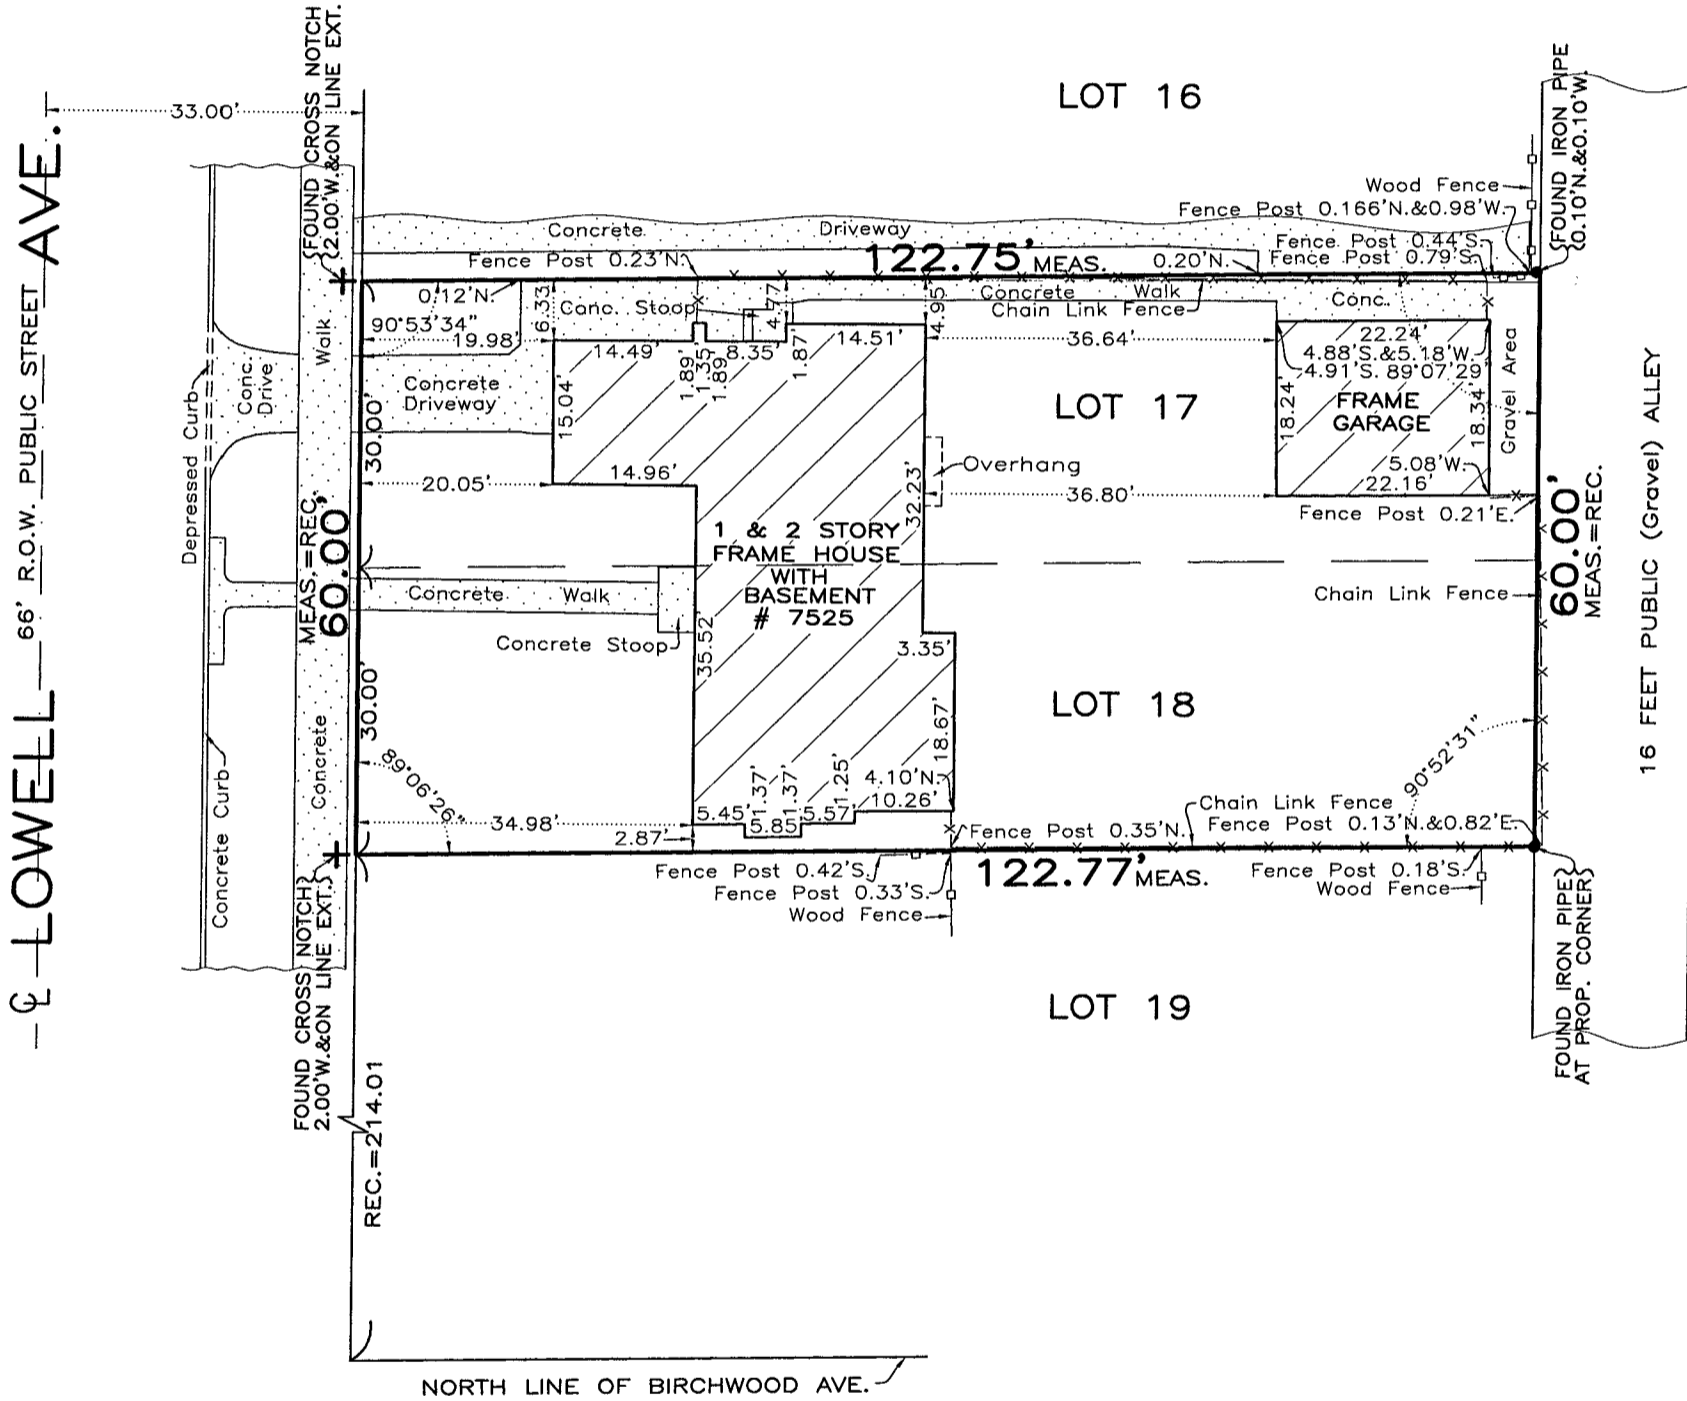 ℄ LOWELL AVE.
66' R.O.W. PUBLIC STREET
33.00'
FOUND CROSS NOTCH
2.00'W.&ON LINE EXT.
LOT 16
FOUND IRON PIPE
0.10'N.&0.10'W.
Wood Fence
Fence Post 0.166'N.&0.98'W.
Concrete Driveway
Fence Post 0.44'S.
Fence Post 0.23'N.
122.75' MEAS.
0.20'N.
Fence Post 0.79'S.
0.12'N.
6.33'
Conc. Stoop
4.77'
4.95
Concrete Walk
Chain Link Fence
Conc.
90°53'34"
19.98'
14.49'
1.89'
1.35'
1.89'
8.35'
1.87'
14.51'
36.64'
22.24'
4.88'S.&5.18'W.
4.91'S.
89°07'29"
Depressed Curb
Conc.
Drive
Walk
30.00'
Concrete
Driveway
15.04'
LOT 17
18.24'
FRAME
GARAGE
18.34'
Gravel Area
14.96'
20.05'
Overhang
32.23'
36.80'
5.08'W.
22.16'
Fence Post 0.21'E.
MEAS.=REC.
60.00'
1 & 2 STORY
FRAME HOUSE
WITH
BASEMENT
# 7525
Concrete Walk
Concrete Stoop
35.52'
Chain Link Fence
60.00'
MEAS.=REC.
16 FEET PUBLIC (Gravel) ALLEY
3.35'
30.00'
LOT 18
18.67'
Concrete
Concrete Curb
89°06'26"
90°52'31"
34.98'
2.87'
5.45'
1.37'
5.85'
1.37'
5.57'
1.25'
4.10'N.
10.26'
Chain Link Fence
Fence Post 0.35'N.
Fence Post 0.13'N.&0.82'E.
Fence Post 0.42'S.
Fence Post 0.33'S.
Wood Fence
122.77' MEAS.
Fence Post 0.18'S.
Wood Fence
FOUND CROSS NOTCH
2.00'W.&ON LINE EXT.
LOT 19
FOUND IRON PIPE
AT PROP. CORNER
REC.=214.01
NORTH LINE OF BIRCHWOOD AVE.